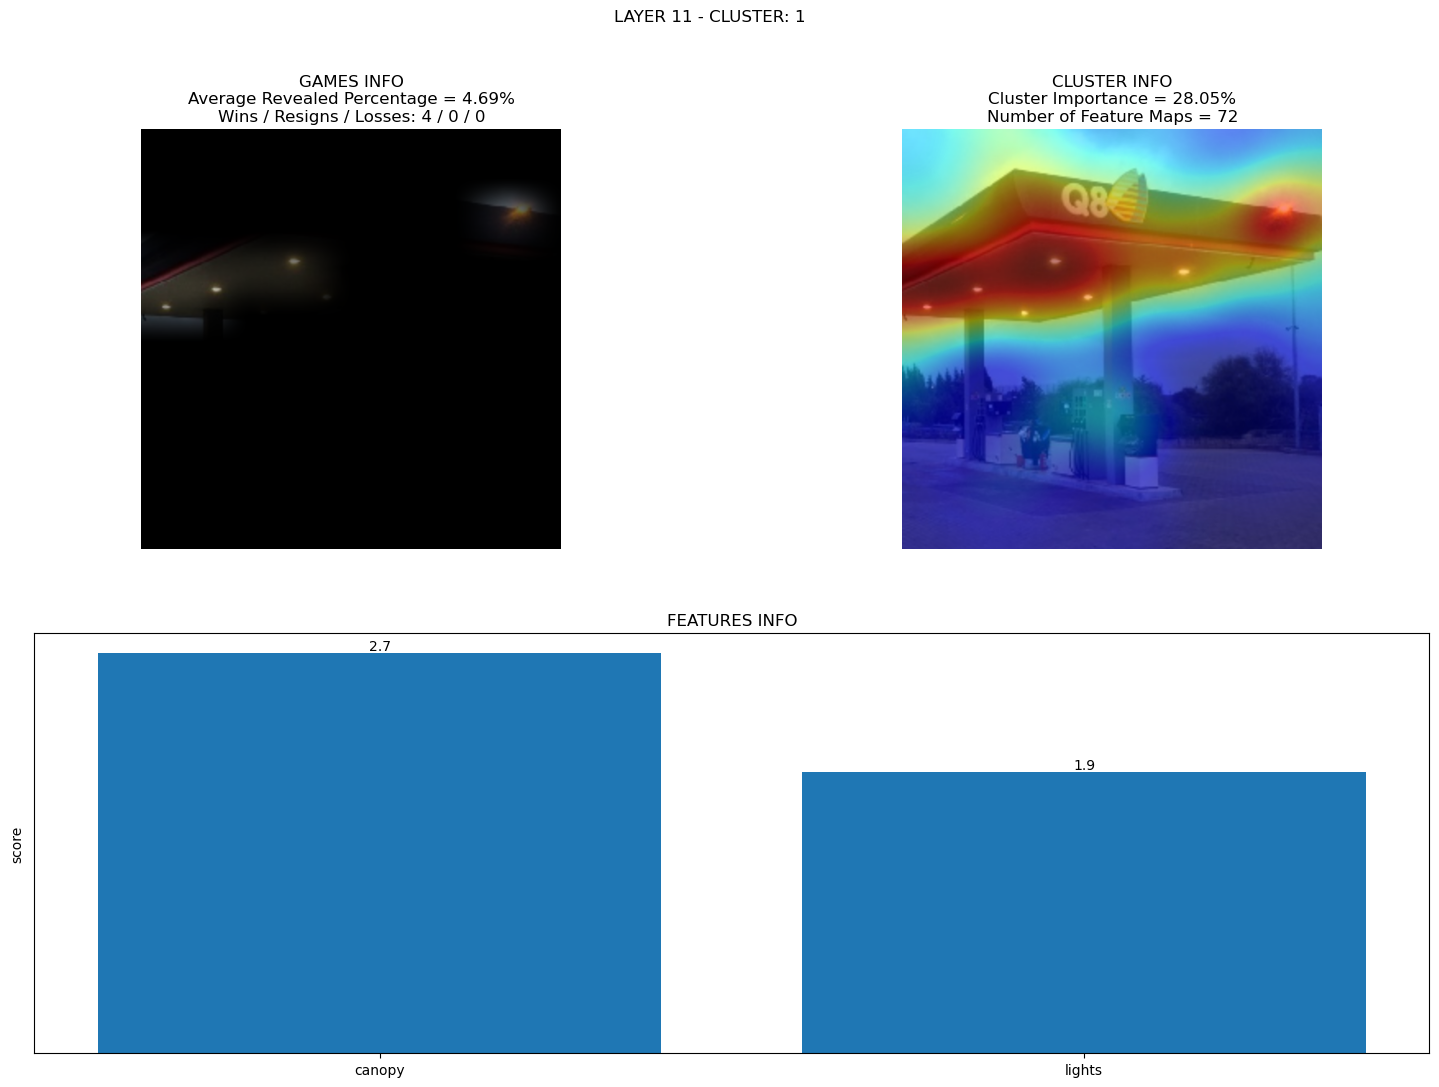 LAYER 11 - CLUSTER: 1
GAMES INFO
Average Revealed Percentage = 4.69%
Wins / Resigns / Losses: 4 / 0 / 0
CLUSTER INFO
Cluster Importance = 28.05%
Number of Feature Maps = 72
Q8
FEATURES INFO
score
2.7
1.9
canopy
lights